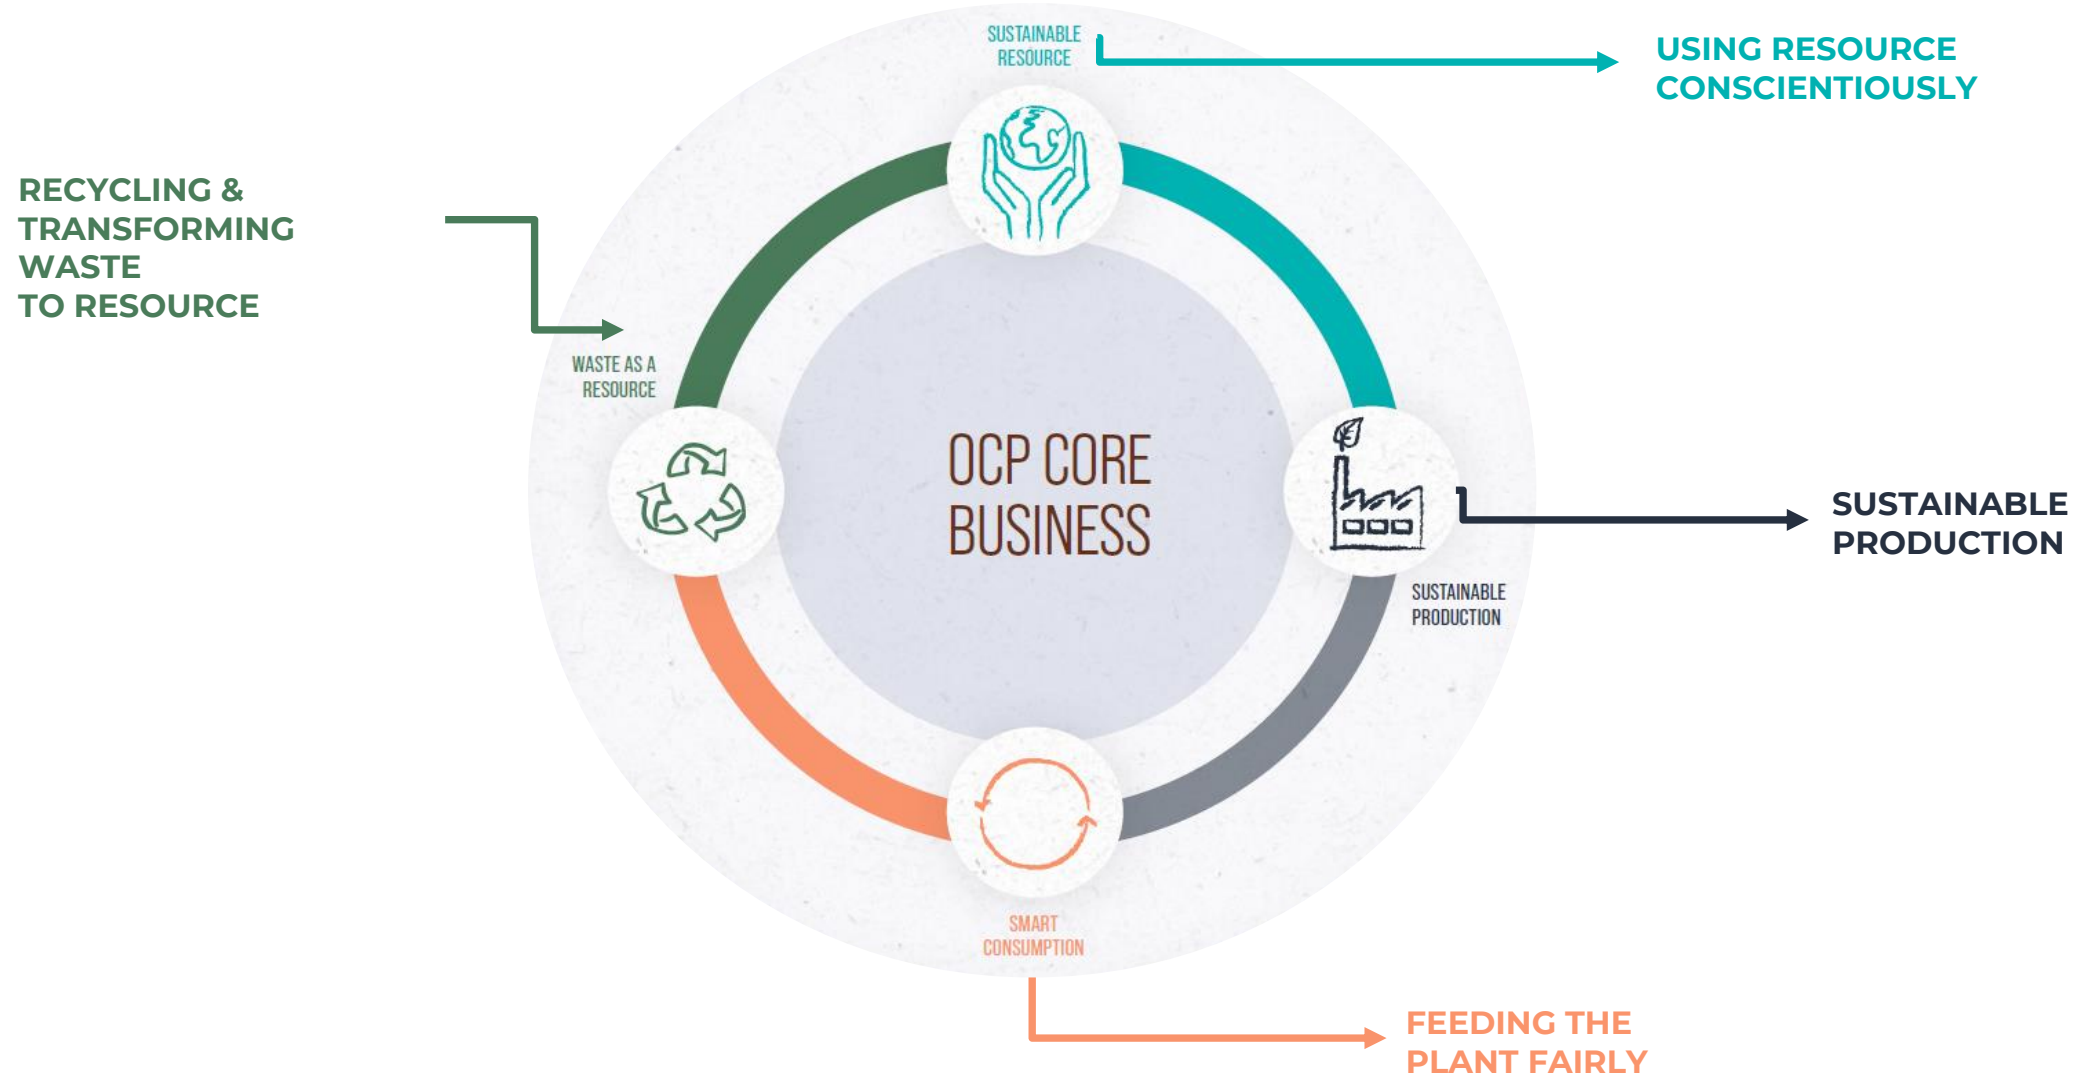 SUSTAINABLE
RESOURCE
USING RESOURCE
CONSCIENTIOUSLY
RECYCLING &
TRANSFORMING
WASTE
TO RESOURCE
WASTE AS A
RESOURCE
OCP CORE
BUSINESS
SUSTAINABLE
PRODUCTION
SUSTAINABLE
PRODUCTION
SMART
CONSUMPTION
FEEDING THE
PLANT FAIRLY